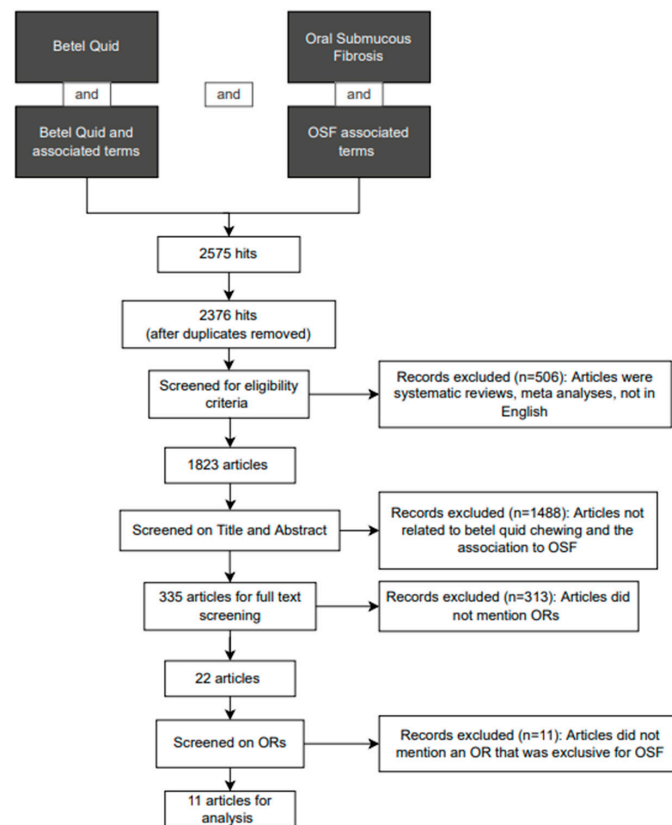 Betel Quid
Oral Submucous
Fibrosis
and
and
and
Betel Quid and
associated terms
OSF associated
terms
2575 hits
2376 hits
(after duplicates removed)
Screened for eligibility
criteria
Records excluded (n=506): Articles were
systematic reviews, meta analyses, not in
English
1823 articles
Screened on Title and Abstract
Records excluded (n=1488): Articles not
related to betel quid chewing and the
association to OSF
335 articles for full text
screening
Records excluded (n=313): Articles did
not mention ORs
22 articles
Screened on ORs
Records excluded (n=11): Articles did not
mention an OR that was exclusive for OSF
11 articles for
analysis